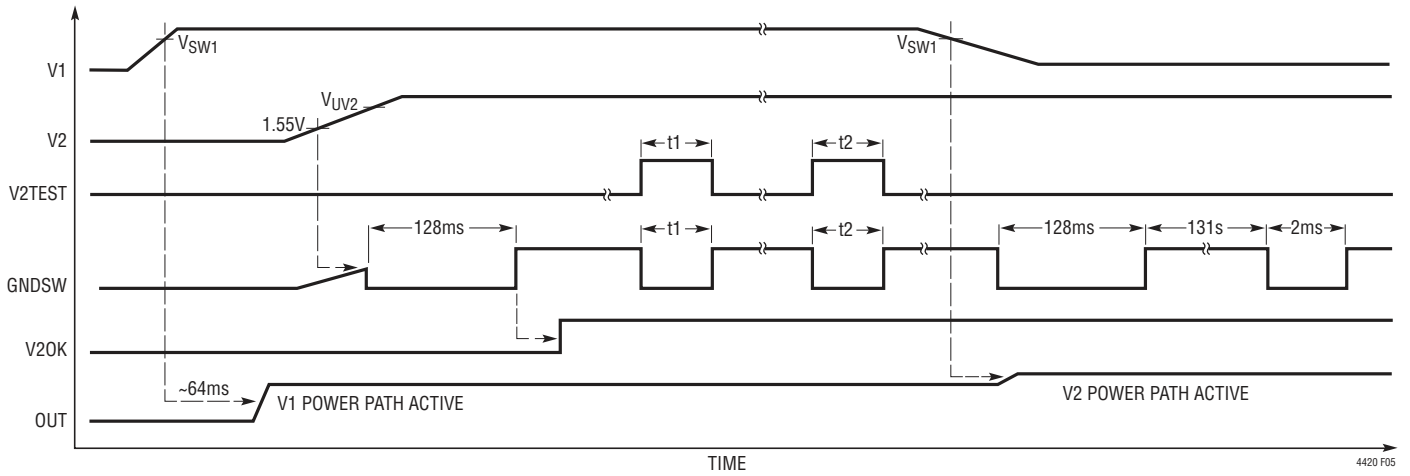 VSW1
VSW1
V1
VUV2
1.55V
V2
t1
t2
V2TEST
128ms
t1
t2
128ms
131s
2ms
GNDSW
V2OK
~64ms
V1 POWER PATH ACTIVE
V2 POWER PATH ACTIVE
OUT
TIME
4420 F05